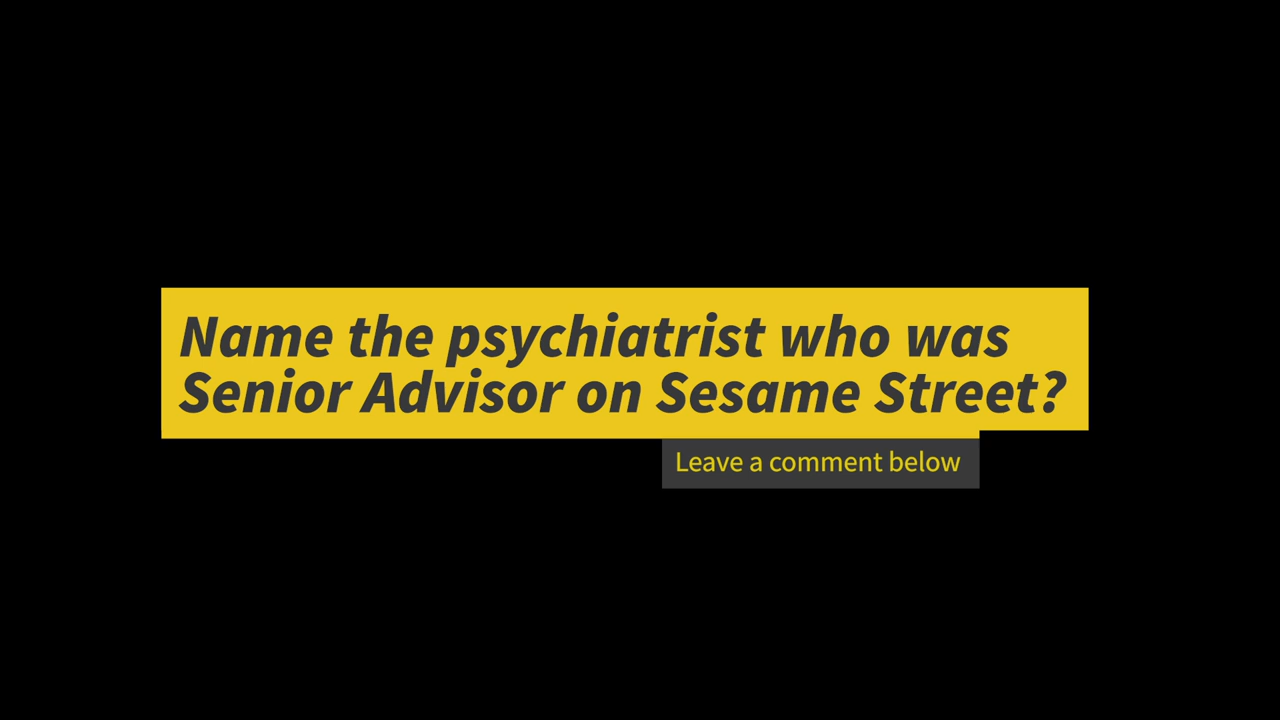 Name the psychiatrist who was
Senior Advisor on Sesame Street?
Leave a comment below